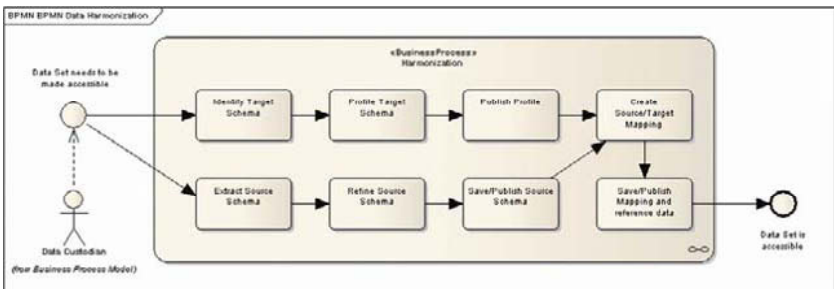 BPMN BPMN Data Harmonization
«BusinessProcess»
Harmonization
Data Set needs to be
made accessible
Identify Target
Schema
Profile Target
Schema
Publish Profile
Create
Source/Target
Mapping
Extract Source
Schema
Refine Source
Schema
Save/Publish Source
Schema
Save/Publish
Mapping and
reference data
Data Set is
accessible
Data Custodian
(from Business Process Model)